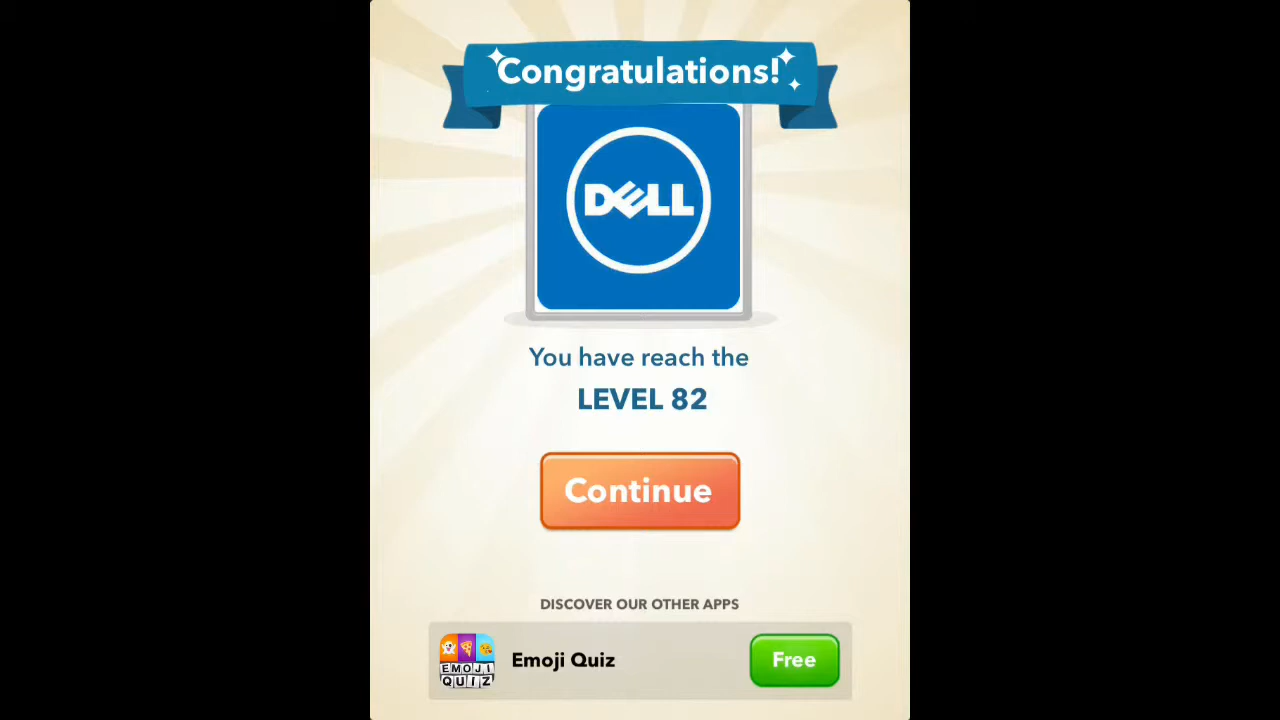 Congratulations!
DELL
You have reach the
LEVEL 82
Continue
DISCOVER OUR OTHER APPS
EMOJI
QUIZ
Emoji Quiz
Free